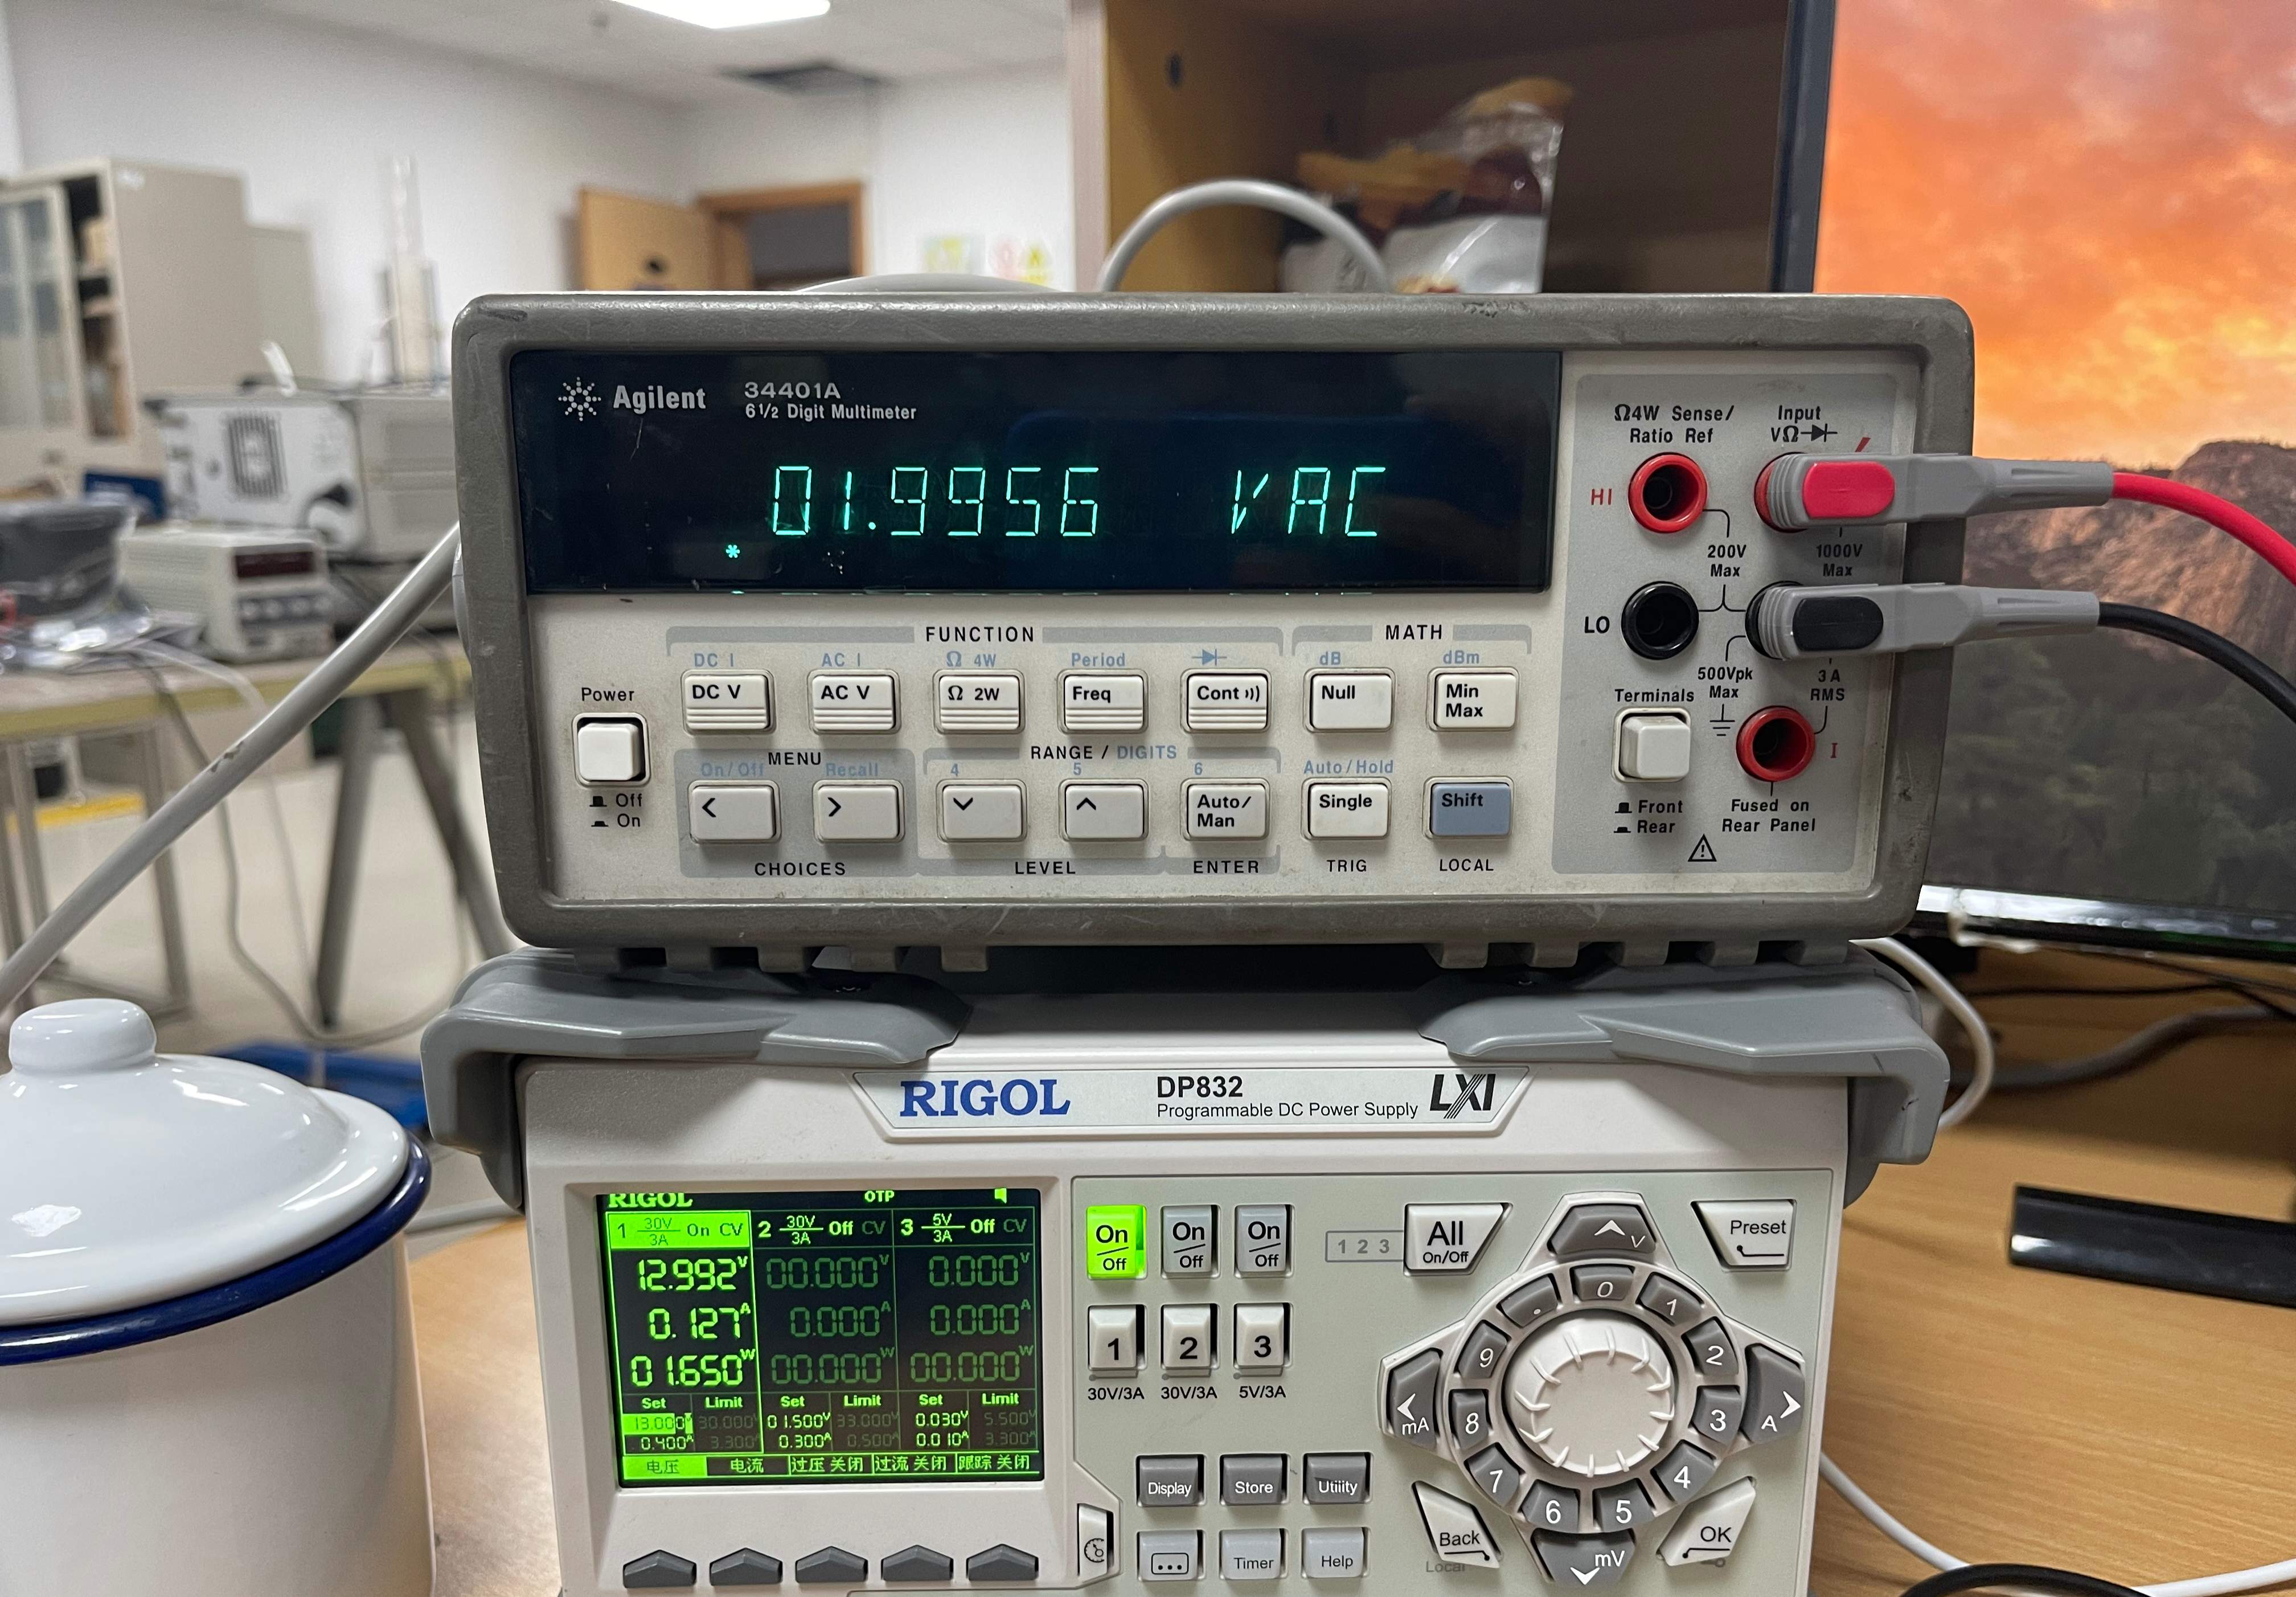 Agilent 34401A
6½ Digit Multimeter
01.9956 VAC
*
Ω4W Sense/
Ratio Ref
Input
VΩ
HI
200V
Max
1000V
Max
LO
500Vpk
Max
3A
RMS
Terminals
I
Front
Rear
Fused on
Rear Panel
FUNCTION
MATH
DC I
AC I
Ω 4W
Period
dB
dBm
Power
DC V
AC V
Ω 2W
Freq
Cont
Null
Min
Max
Off
On
MENU
RANGE / DIGITS
On/Off
Recall
4
5
6
Auto/Hold
<
>
Auto/
Man
Single
Shift
CHOICES
LEVEL
ENTER
TRIG
LOCAL
RIGOL
DP832
Programmable DC Power Supply
LXI
RIGOL OTP
1 30V/3A On CV 2 30V/3A Off CV 3 5V/3A Off CV
12.992V 00.000V 0.000V
0.127A 0.000A 0.000A
01.650W 00.000W 00.000W
Set Limit Set Limit Set Limit
13.000V 30.000V 01.500V 33.000V 0.030V 5.500V
0.400A 3.300A 0.300A 0.500A 0.010A 3.300A
电压 电流 过压 关闭 过流 关闭 跟踪 关闭
On/Off On/Off On/Off
1 2 3
All
On/Off
Preset
1 2 3
30V/3A 30V/3A 5V/3A
V
. 0 1
9 2
mA 8 3 A
7 4
6 5
mV
Display Store Utility
Timer Help
Back
Local
OK